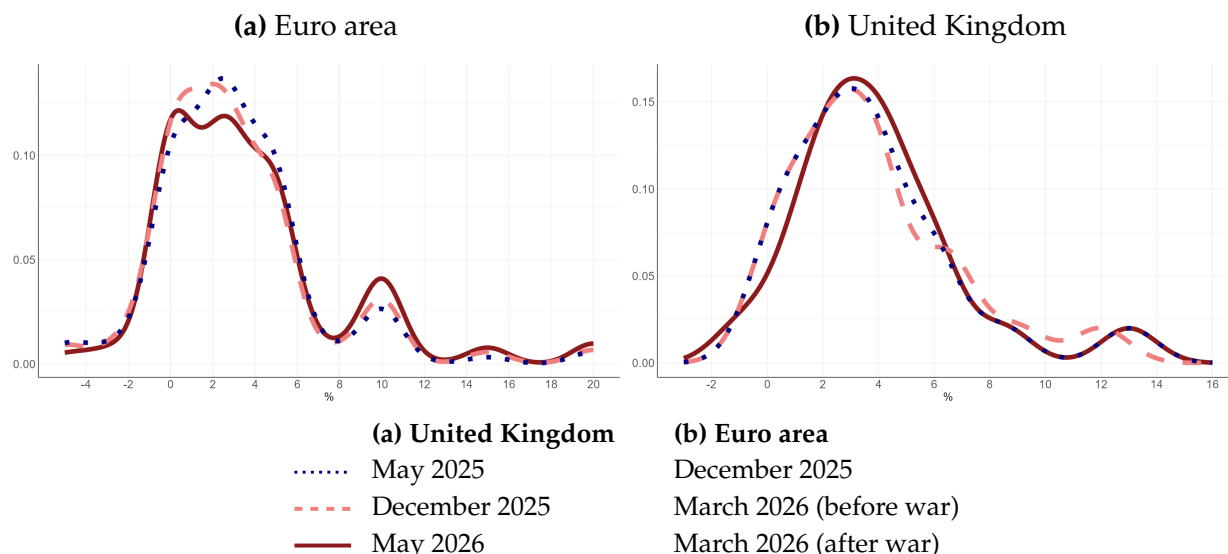 (a) Euro area
(b) United Kingdom
0.10
0.05
0.00
-4 -2 0 2 4 6 8 10 12 14 16 18 20
%
0.15
0.10
0.05
0.00
-2 0 2 4 6 8 10 12 14 16
%
(a) United Kingdom (b) Euro area
May 2025 December 2025
December 2025 March 2026 (before war)
May 2026 March 2026 (after war)